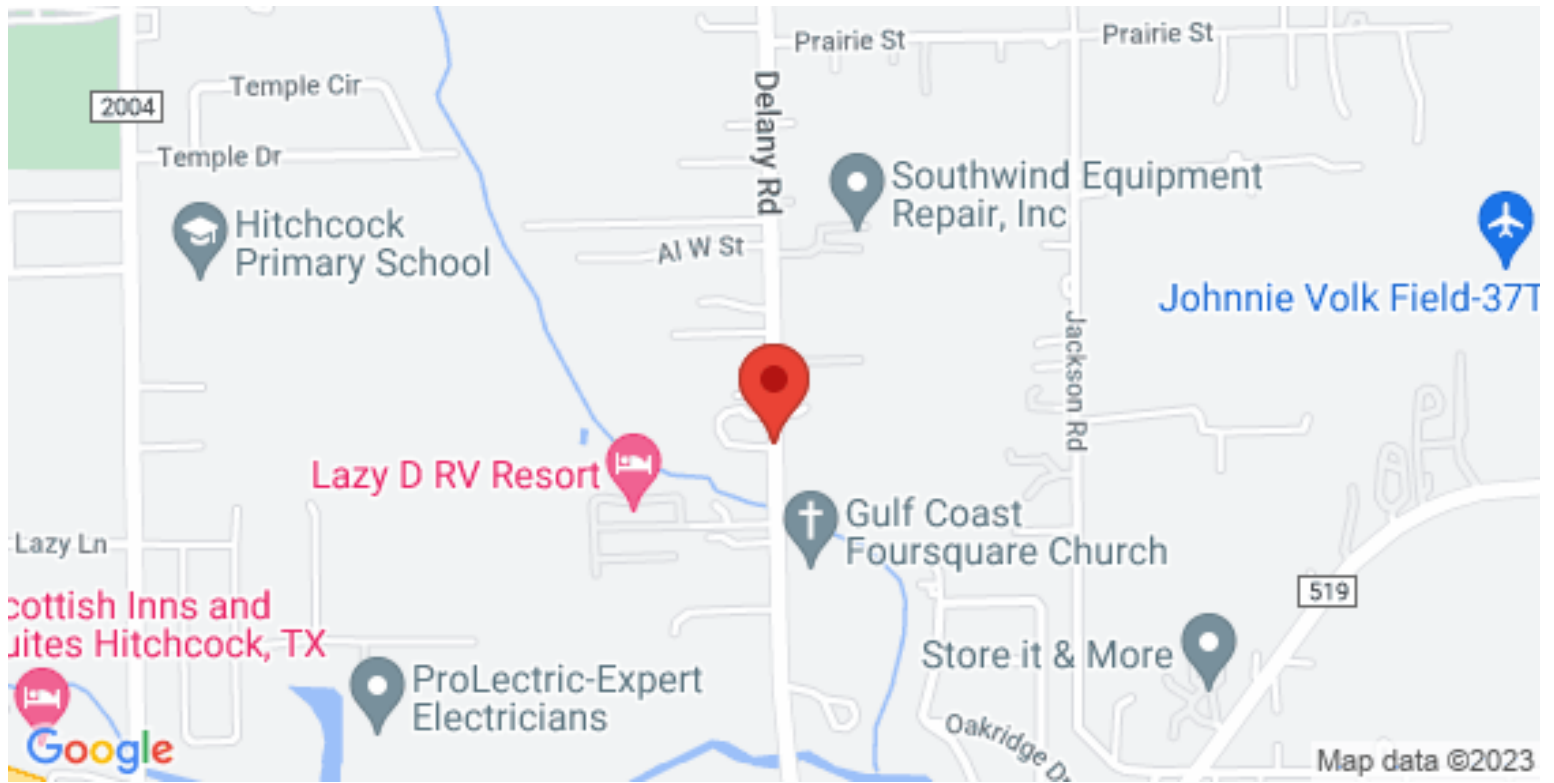 Prairie St
Prairie St
Temple Cir
2004
Delany Rd
Temple Dr
Southwind Equipment
Repair, Inc
Hitchcock
Primary School
Al W St
Johnnie Volk Field-37T
Jackson Rd
Lazy D RV Resort
Gulf Coast
Foursquare Church
Lazy Ln
519
cottish Inns and
uites Hitchcock, TX
Store it & More
ProLectric-Expert
Electricians
Oakridge Dr
Google
Map data ©2023